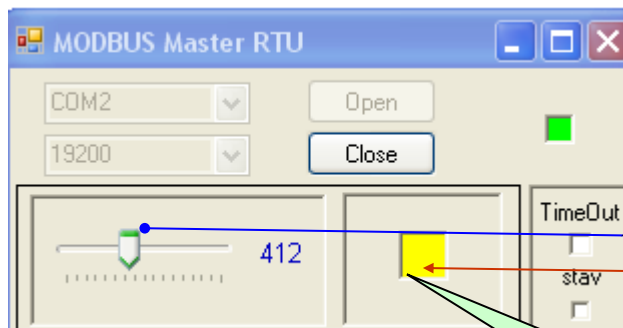 MODBUS Master RTU
COM2
Open
19200
Close
TimeOut
412
stav